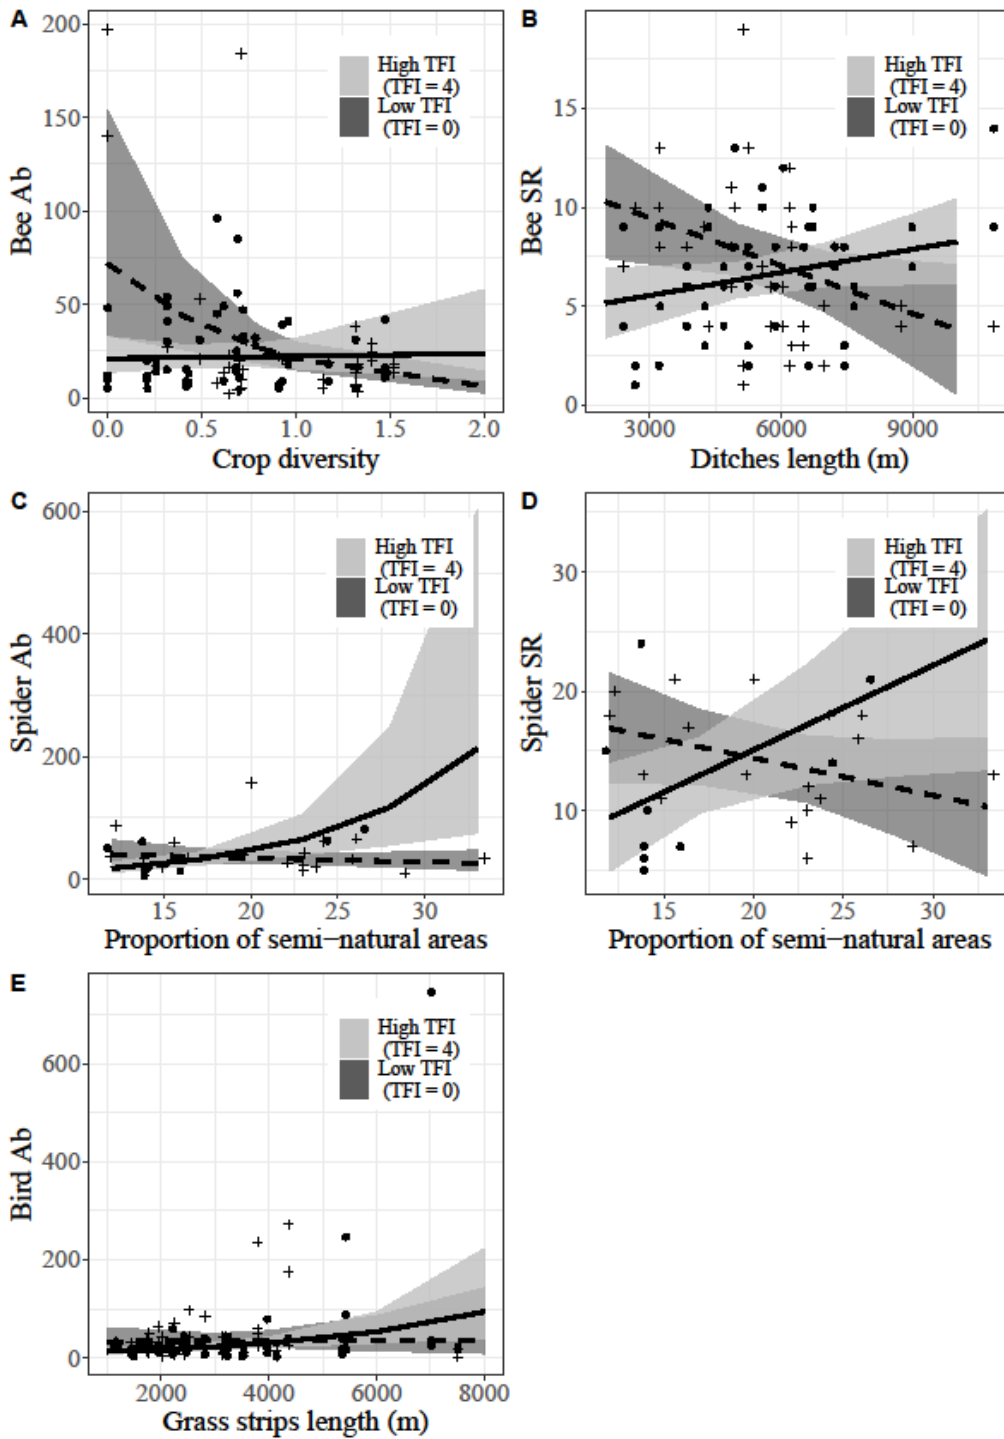 A
200
150
100
50
0
Bee Ab
High TFI
(TFI = 4)
Low TFI
(TFI = 0)
0.0 0.5 1.0 1.5 2.0
Crop diversity
B
15
10
5
0
Bee SR
High TFI
(TFI = 4)
Low TFI
(TFI = 0)
3000 6000 9000
Ditches length (m)
C
600
400
200
0
Spider Ab
High TFI
(TFI = 4)
Low TFI
(TFI = 0)
15 20 25 30
Proportion of semi−natural areas
D
30
20
10
Spider SR
High TFI
(TFI = 4)
Low TFI
(TFI = 0)
15 20 25 30
Proportion of semi−natural areas
E
600
400
200
0
Bird Ab
High TFI
(TFI = 4)
Low TFI
(TFI = 0)
2000 4000 6000 8000
Grass strips length (m)